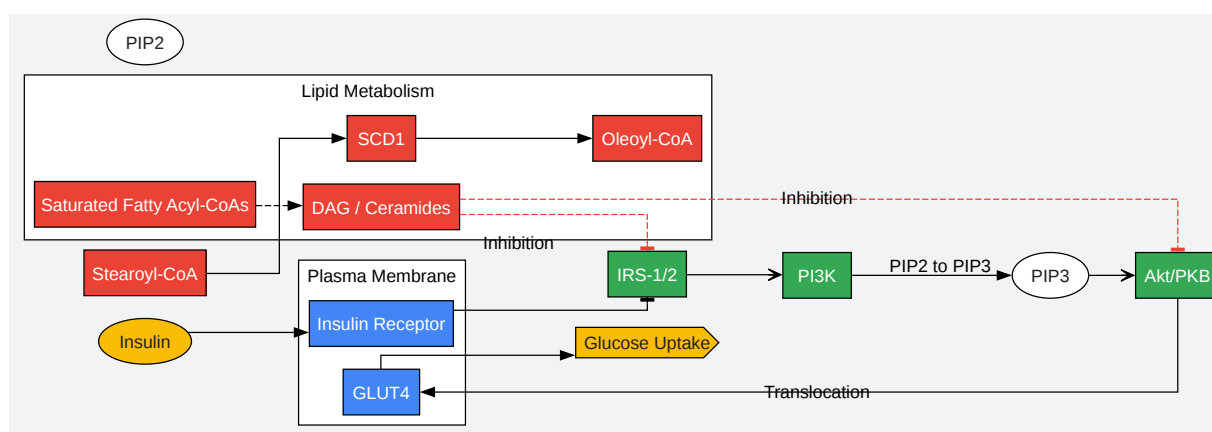 PIP2
Lipid Metabolism
SCD1
Oleoyl-CoA
Saturated Fatty Acyl-CoAs
DAG / Ceramides
Inhibition
Inhibition
Stearoyl-CoA
Plasma Membrane
IRS-1/2
PI3K
PIP2 to PIP3
PIP3
Akt/PKB
Insulin Receptor
Insulin
Glucose Uptake
GLUT4
Translocation